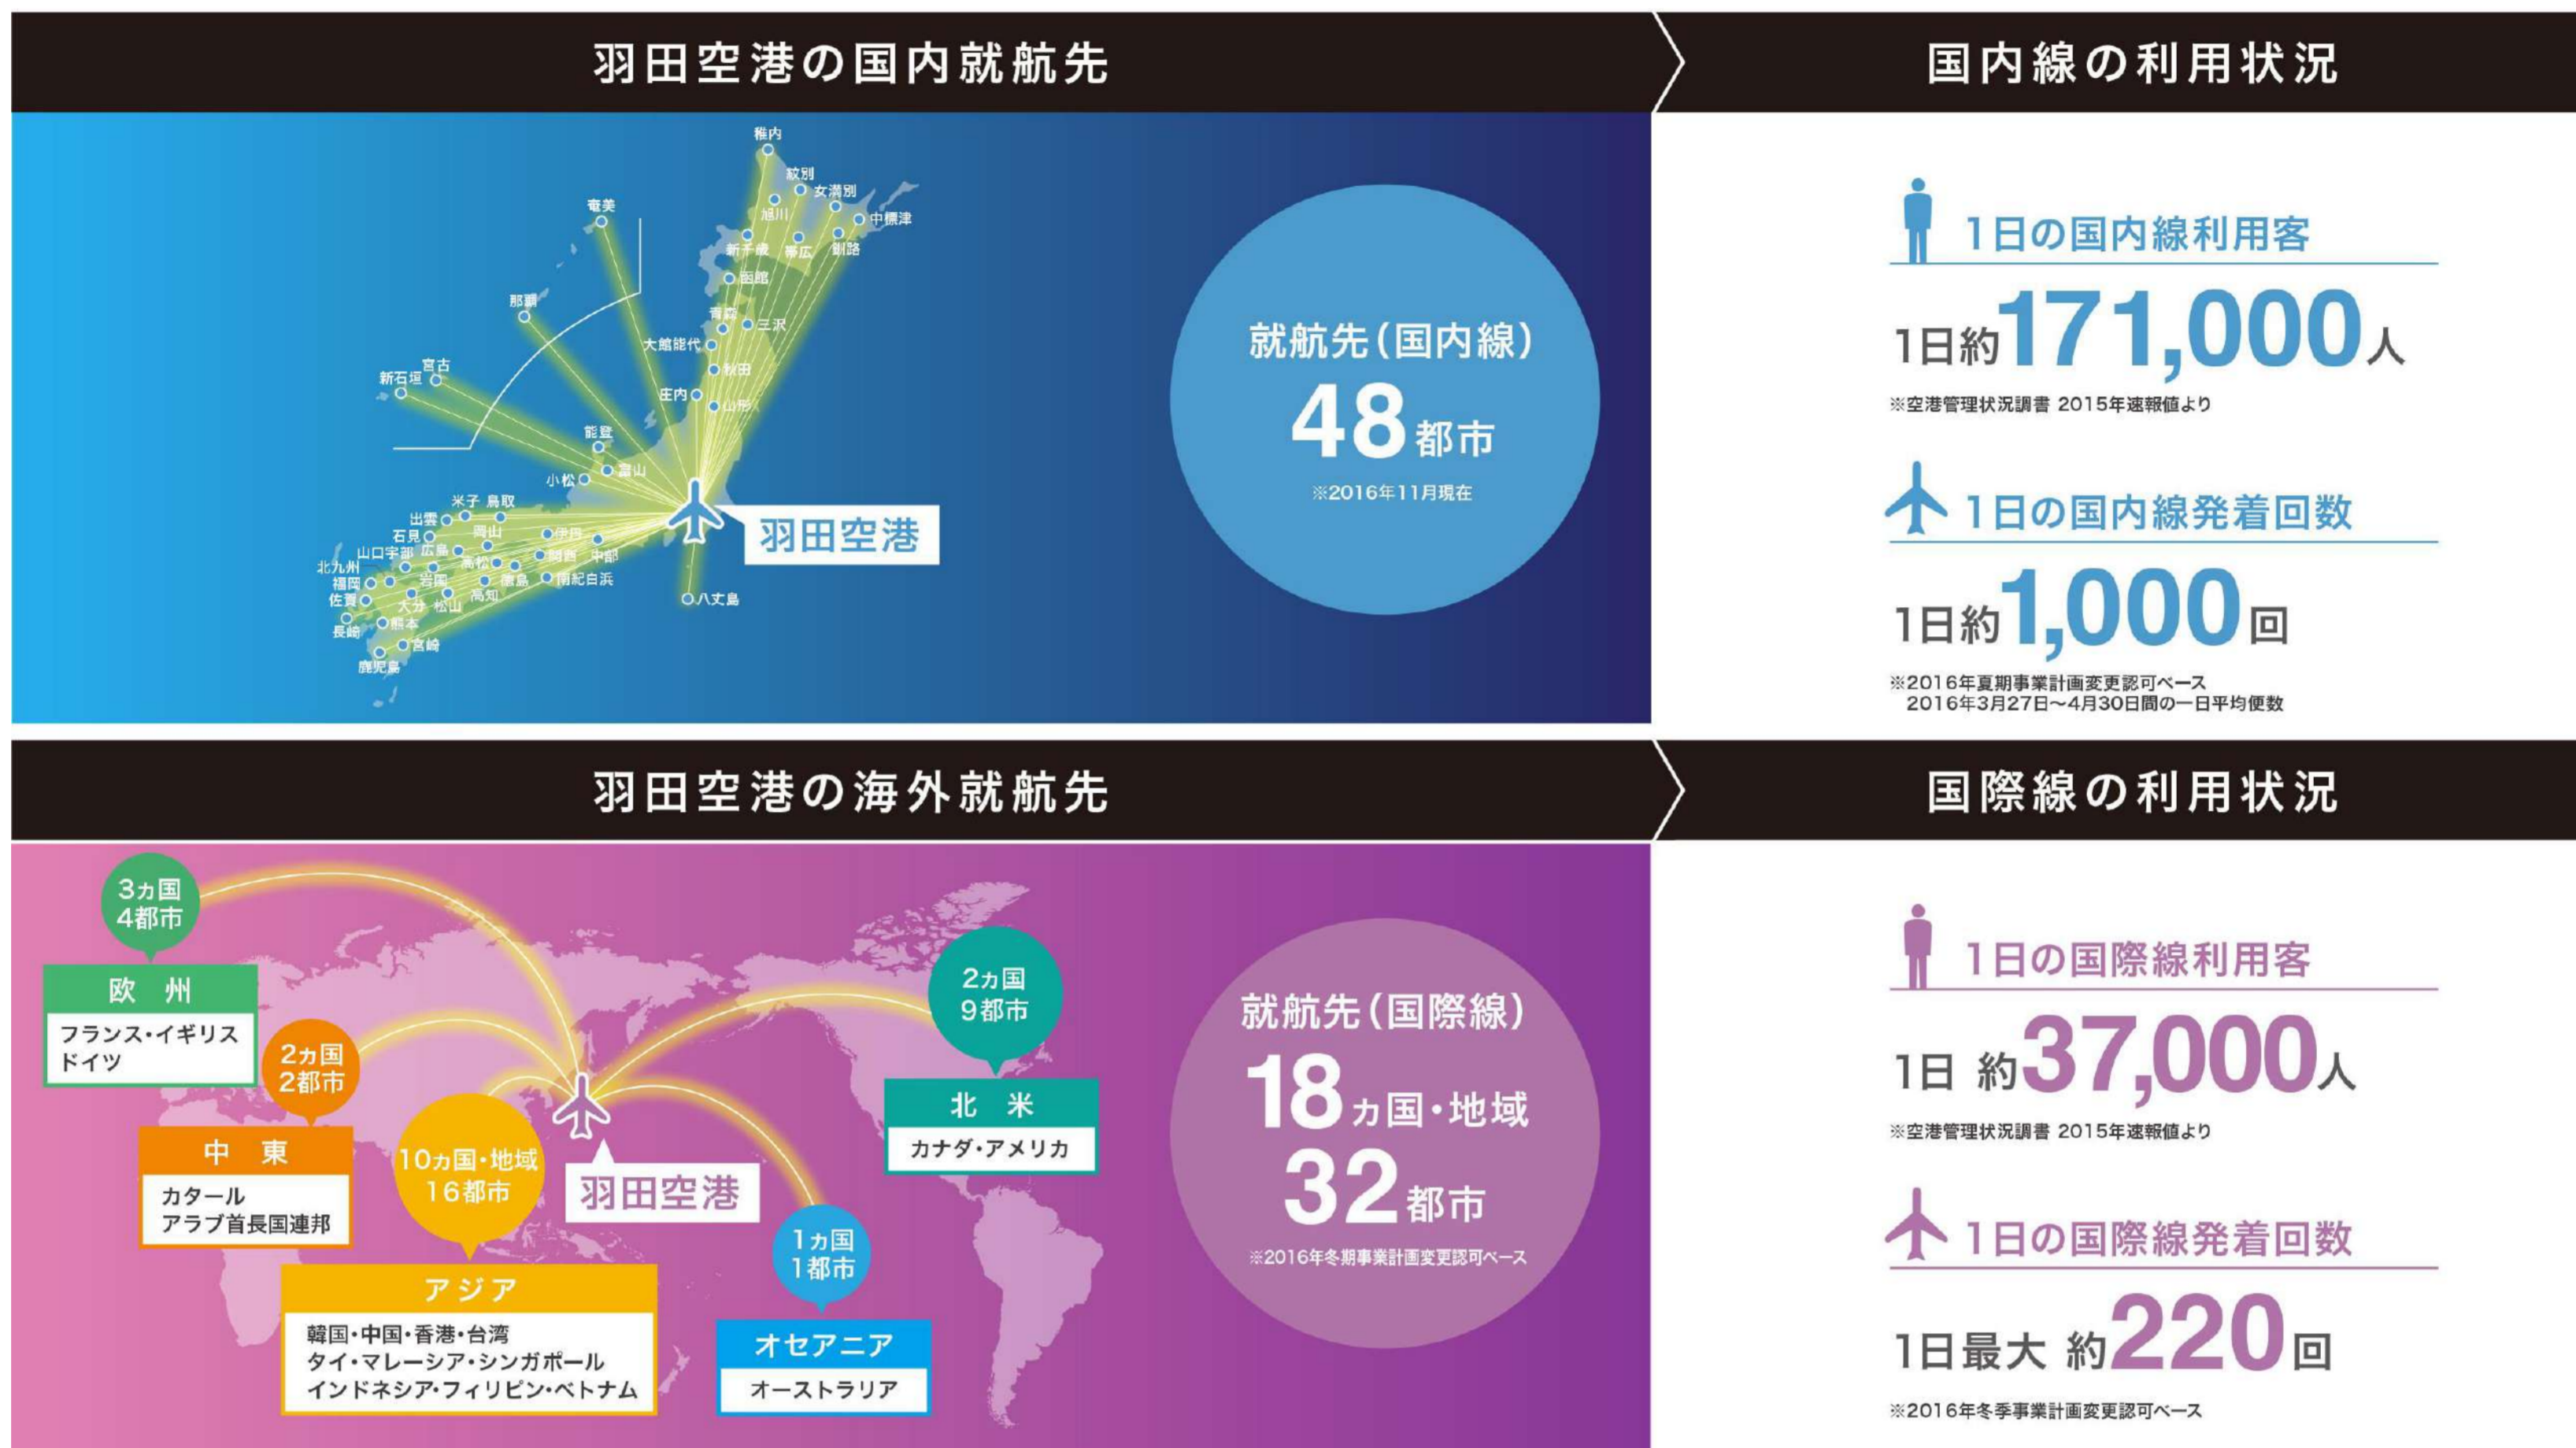 羽田空港の国内就航先
国内線の利用状況
稚内
紋別
女満別
旭川
中標津
新千歳
帯広
釧路
函館
奄美
那覇
宮古
新石垣
青森
三沢
大館能代
秋田
庄内
山形
能登
富山
小松
米子 鳥取
出雲
岡山
伊丹
石見
山口宇部
広島
高松
関西
中部
北九州
福岡
岩国
徳島
南紀白浜
佐賀
大分
松山
高知
長崎
熊本
宮崎
鹿児島
八丈島
羽田空港
就航先(国内線)
48都市
※2016年11月現在
1日の国内線利用客
1日約171,000人
※空港管理状況調書 2015年速報値より
1日の国内線発着回数
1日約1,000回
※2016年夏期事業計画変更認可ベース
2016年3月27日〜4月30日間の一日平均便数
羽田空港の海外就航先
国際線の利用状況
3ヵ国
4都市
欧 州
フランス・イギリス
ドイツ
2ヵ国
2都市
中 東
カタール
アラブ首長国連邦
10ヵ国・地域
16都市
アジア
韓国・中国・香港・台湾
タイ・マレーシア・シンガポール
インドネシア・フィリピン・ベトナム
羽田空港
2ヵ国
9都市
北 米
カナダ・アメリカ
1ヵ国
1都市
オセアニア
オーストラリア
就航先(国際線)
18ヵ国・地域
32都市
※2016年冬期事業計画変更認可ベース
1日の国際線利用客
1日 約37,000人
※空港管理状況調書 2015年速報値より
1日の国際線発着回数
1日最大 約220回
※2016年冬季事業計画変更認可ベース